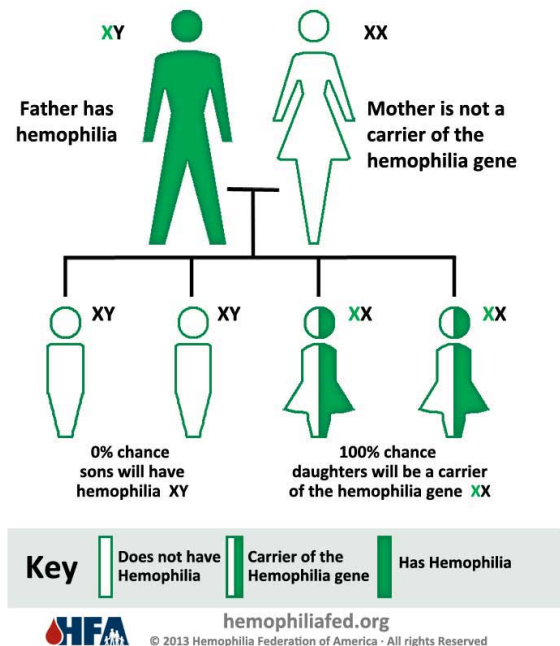 XY
XX
Father has
hemophilia
Mother is not a
carrier of the
hemophilia gene
XY
XY
XX
XX
0% chance
sons will have
hemophilia XY
100% chance
daughters will be a carrier
of the hemophilia gene XX
Key
Does not have
Hemophilia
Carrier of the
Hemophilia gene
Has Hemophilia
HFA
hemophiliafed.org
© 2013 Hemophilia Federation of America · All rights Reserved